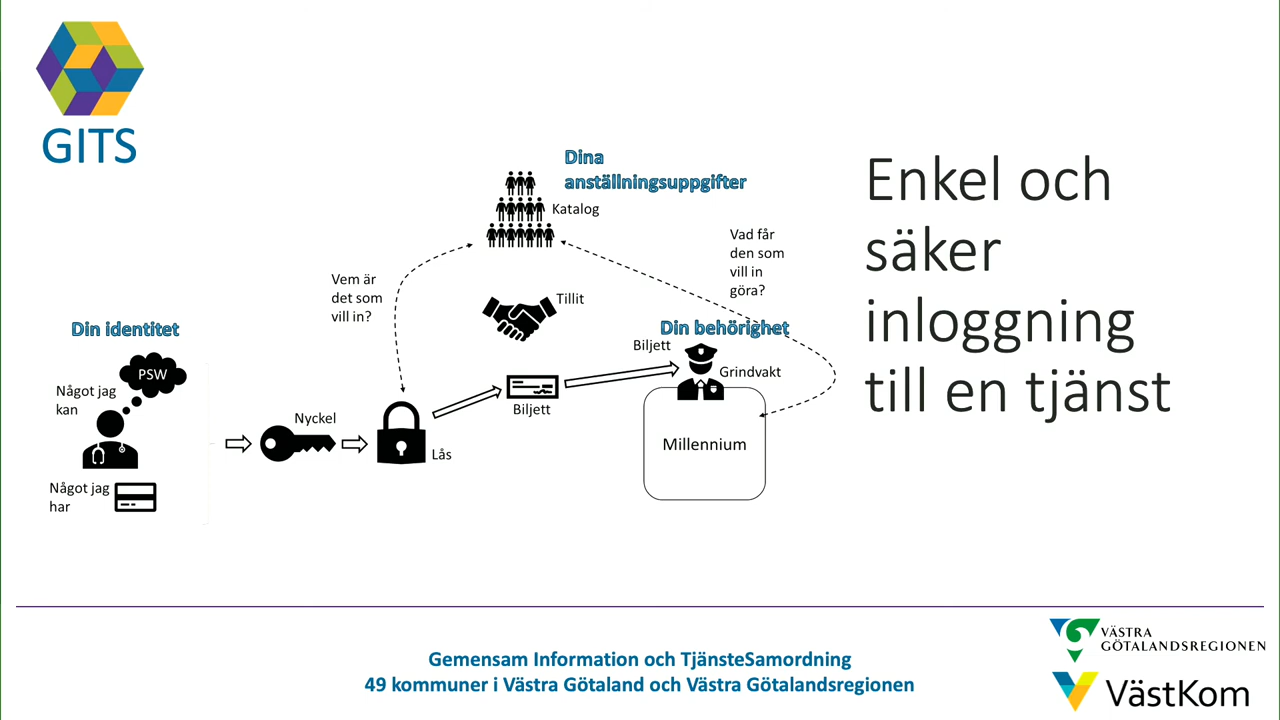 GITS
Enkel och
säker
inloggning
till en tjänst
Dina
anställningsuppgifter
Katalog
Vad får
den som
vill in
göra?
Vem är
det som
vill in?
Tillit
Din identitet
Din behörighet
Biljett
PSW
Grindvakt
Något jag
kan
Biljett
Nyckel
Lås
Millennium
Något jag
har
Gemensam Information och TjänsteSamordning
49 kommuner i Västra Götaland och Västra Götalandsregionen
VÄSTRA
GÖTALANDSREGIONEN
VästKom